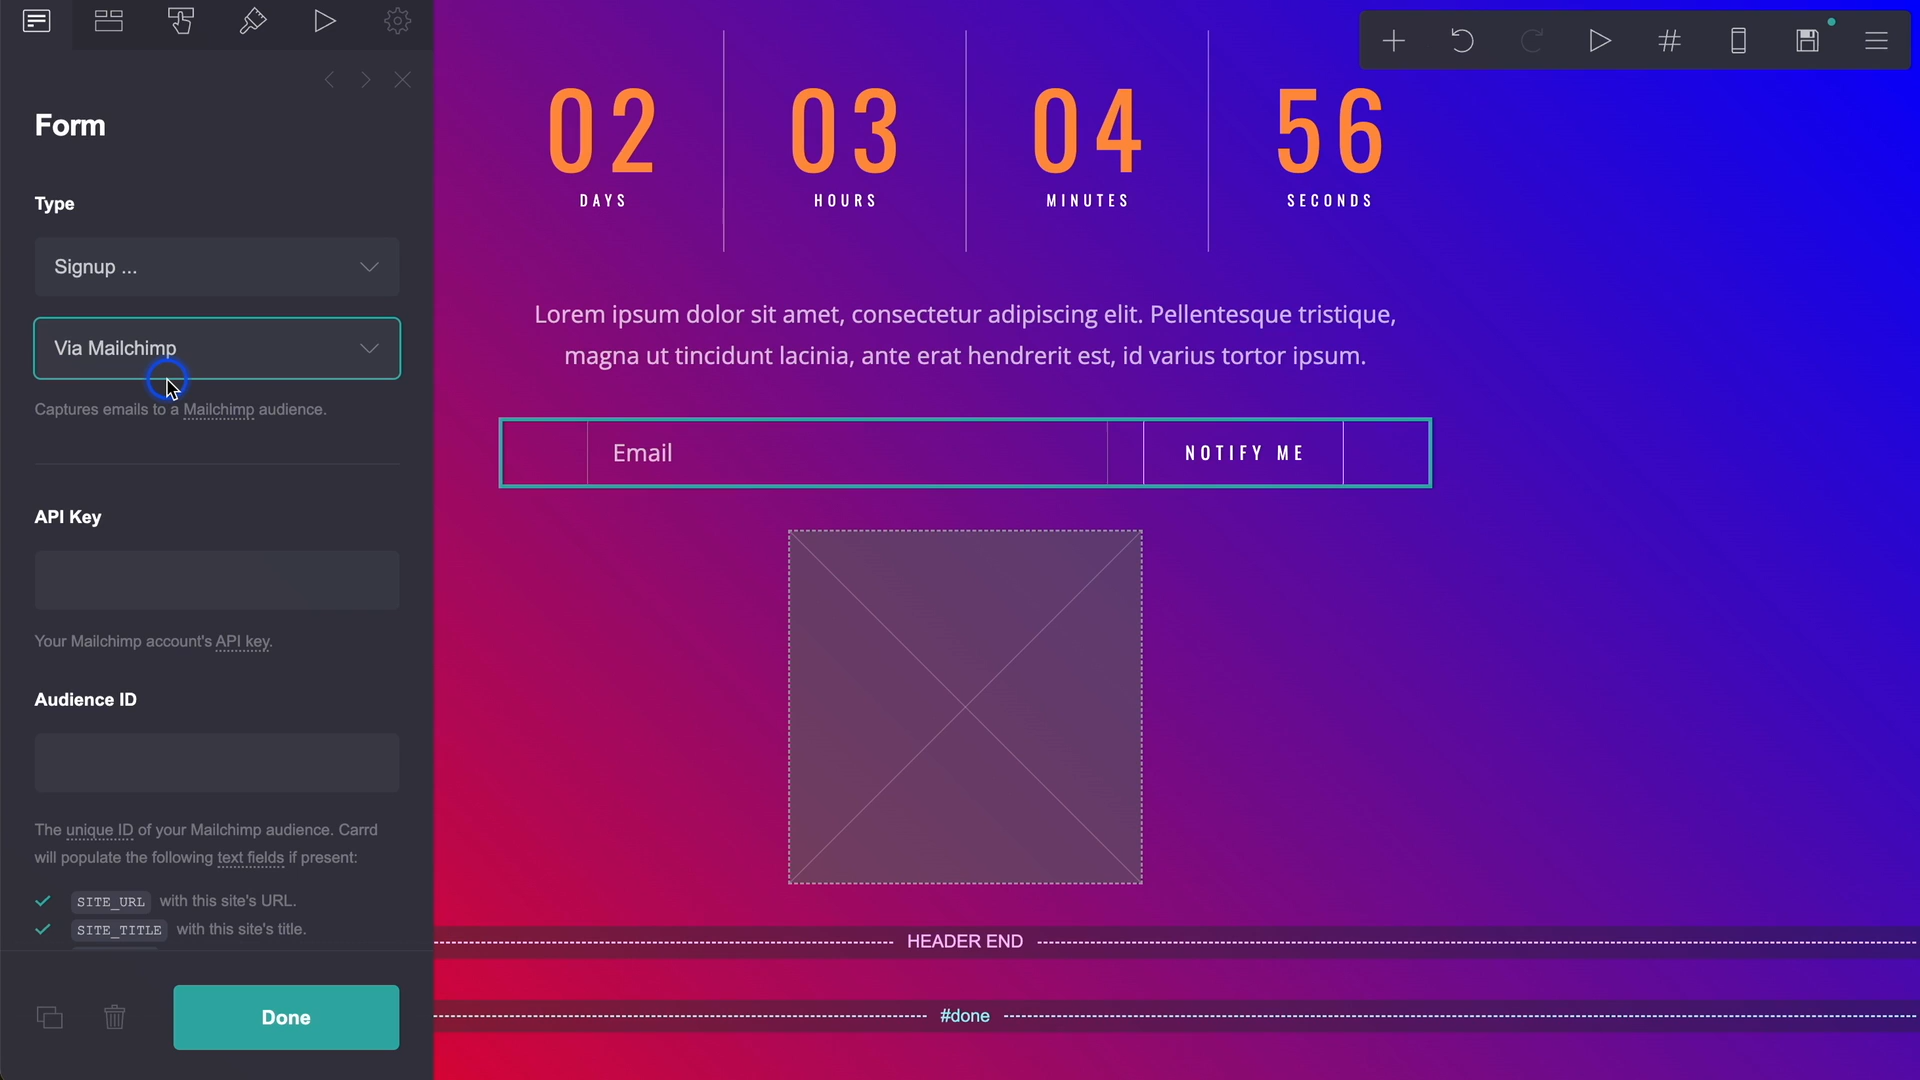 Form
Type
Signup ...
Via Mailchimp
Captures emails to a Mailchimp audience.
API Key
Your Mailchimp account's API key.
Audience ID
The unique ID of your Mailchimp audience. Carrd
will populate the following text fields if present:
SITE_URL with this site's URL.
SITE_TITLE with this site's title.
Done
02 03 04 56
DAYS HOURS MINUTES SECONDS
Lorem ipsum dolor sit amet, consectetur adipiscing elit. Pellentesque tristique,
magna ut tincidunt lacinia, ante erat hendrerit est, id varius tortor ipsum.
Email NOTIFY ME
HEADER END
#done